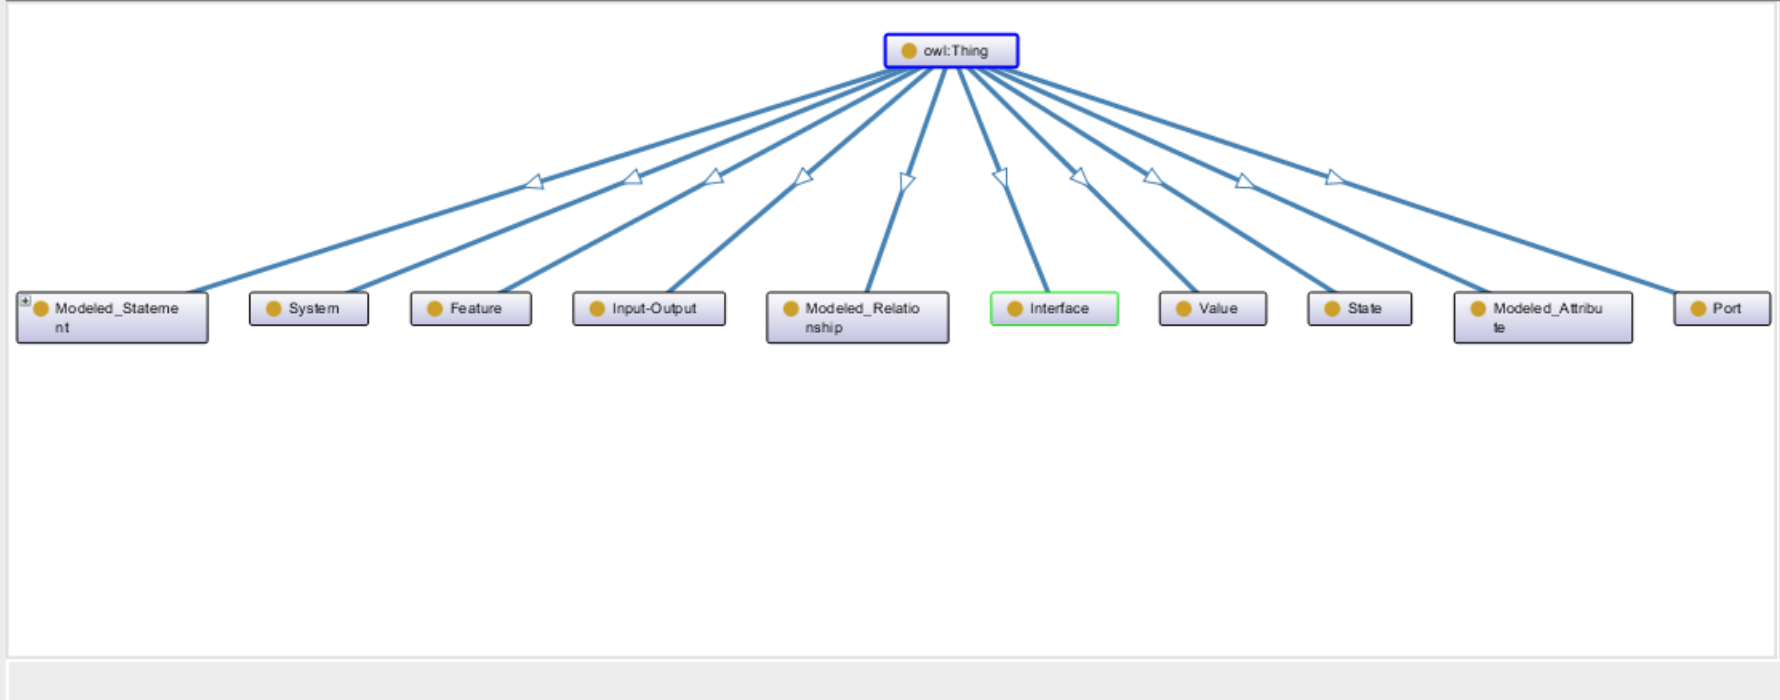 owl:Thing
Modeled_Stateme
nt
System
Feature
Input-Output
Modeled_Relatio
nship
Interface
Value
State
Modeled_Attribu
te
Port